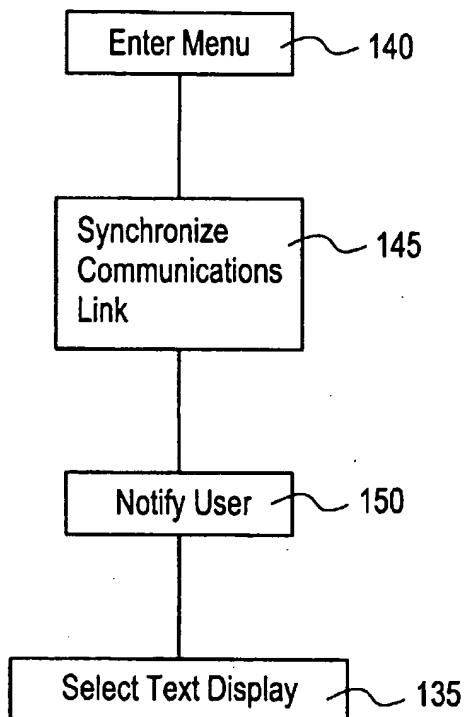 Enter Menu
140
Synchronize
Communications
Link
145
Notify User
150
Select Text Display
135